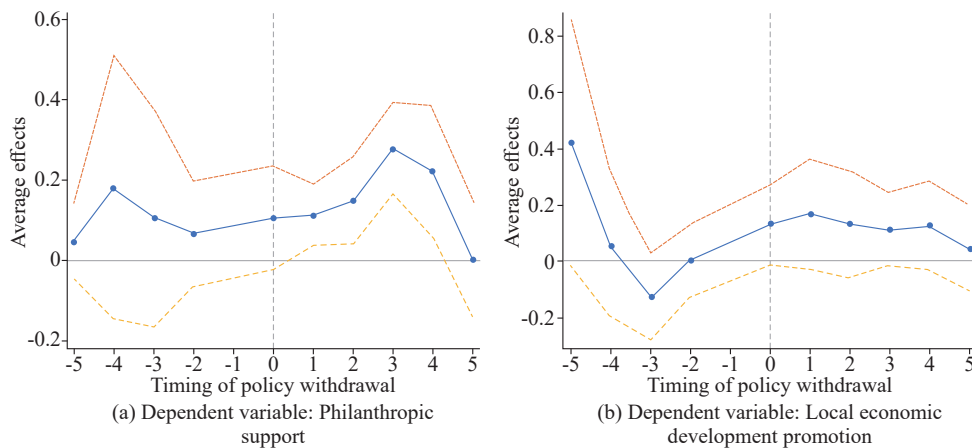 0.6
0.4
0.2
0
-0.2
Average effects
-5 -4 -3 -2 -1 0 1 2 3 4 5
Timing of policy withdrawal
(a) Dependent variable: Philanthropic
support
0.8
0.6
0.4
0.2
0
-0.2
Average effects
-5 -4 -3 -2 -1 0 1 2 3 4 5
Timing of policy withdrawal
(b) Dependent variable: Local economic
development promotion